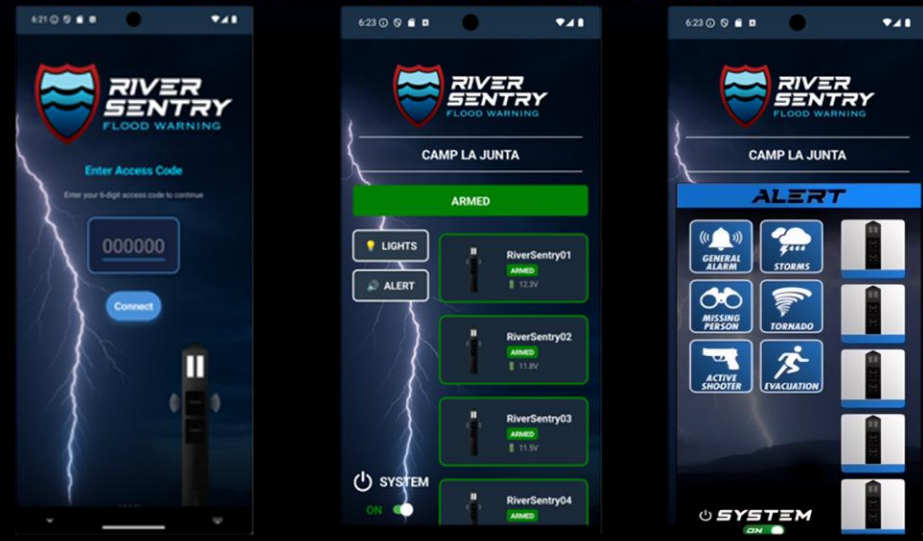 6:21
RIVER
SENTRY
FLOOD WARNING
Enter Access Code
Enter your 6-digit access code to continue
000000
Connect
6:23
RIVER
SENTRY
FLOOD WARNING
CAMP LA JUNTA
ARMED
LIGHTS
ALERT
RiverSentry01
ARMED
12.3V
RiverSentry02
ARMED
11.8V
RiverSentry03
ARMED
11.5V
RiverSentry04
ARMED
SYSTEM
ON
6:23
RIVER
SENTRY
FLOOD WARNING
CAMP LA JUNTA
ALERT
GENERAL
ALARM
STORMS
MISSING
PERSON
TORNADO
ACTIVE
SHOOTER
EVACUATION
SYSTEM
ON